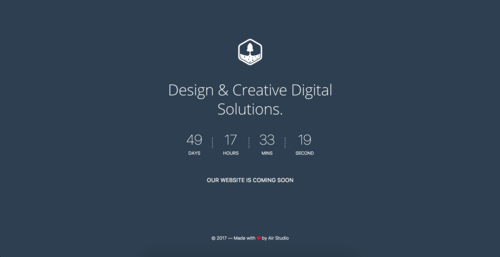 Design & Creative Digital
Solutions.
49 17 33 19
DAYS HOURS MINS SECOND
OUR WEBSITE IS COMING SOON
© 2017 — Made with ❤ by Air Studio